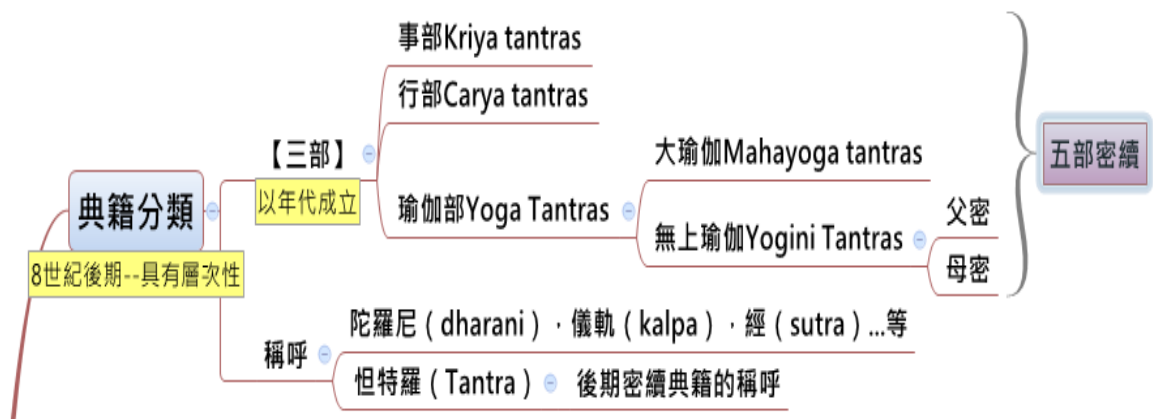 事部Kriya tantras
行部Carya tantras
【三部】
以年代成立
大瑜伽Mahayoga tantras
五部密續
典籍分類
瑜伽部Yoga Tantras
無上瑜伽Yogini Tantras
父密
母密
8世紀後期--具有層次性
陀羅尼（dharani），儀軌（kalpa），經（sutra）...等
稱呼
怛特羅（Tantra）
後期密續典籍的稱呼